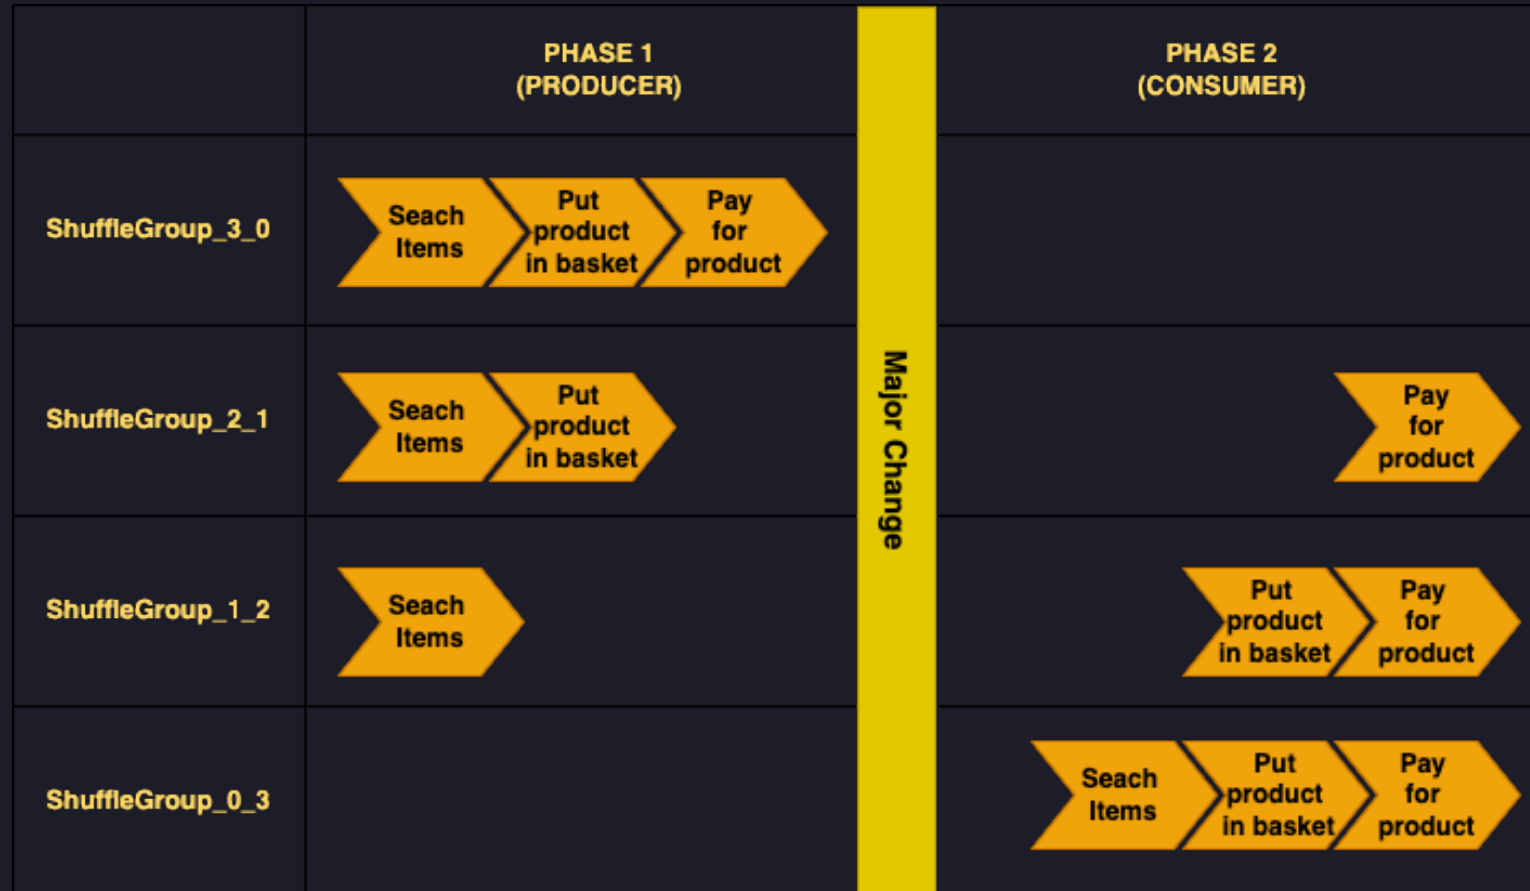 PHASE 1
(PRODUCER)
PHASE 2
(CONSUMER)
ShuffleGroup_3_0
Seach
Items
Put
product
in basket
Pay
for
product
ShuffleGroup_2_1
Seach
Items
Put
product
in basket
Major Change
Pay
for
product
ShuffleGroup_1_2
Seach
Items
Put
product
in basket
Pay
for
product
ShuffleGroup_0_3
Seach
Items
Put
product
in basket
Pay
for
product